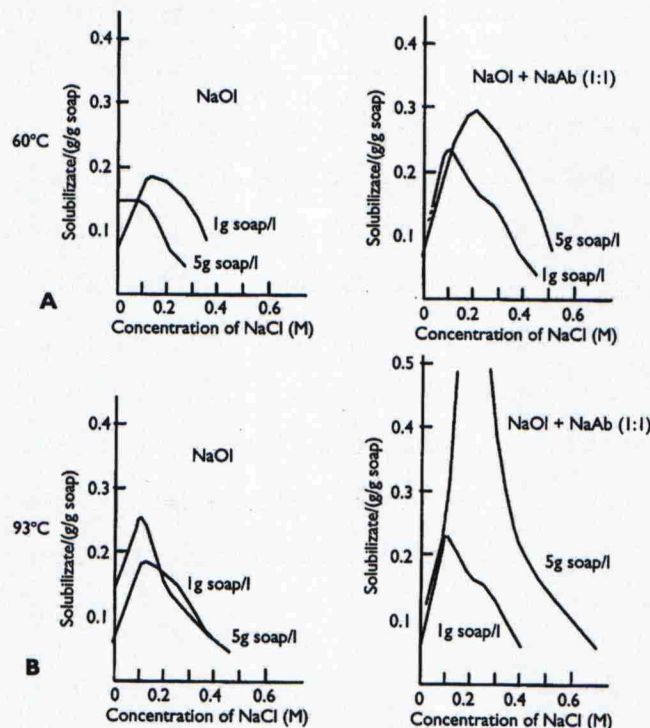 60°C
A
Solubilizate/(g/g soap)
0.4
0.3
0.2
0.1
NaOl
1g soap/l
5g soap/l
0
0.2
0.4
0.6
Concentration of NaCl (M)
Solubilizate/(g/g soap)
0.4
0.3
0.2
0.1
NaOl + NaAb (1:1)
5g soap/l
1g soap/l
0
0.2
0.4
0.6
Concentration of NaCl (M)
93°C
B
Solubilizate/(g/g soap)
0.4
0.3
0.2
0.1
NaOl
1g soap/l
5g soap/l
0
0.2
0.4
0.6
Concentration of NaCl (M)
Solubilizate/(g/g soap)
0.5
0.4
0.3
0.2
0.1
NaOl + NaAb (1:1)
5g soap/l
1g soap/l
0
0.2
0.4
0.6
Concentration of NaCl (M)